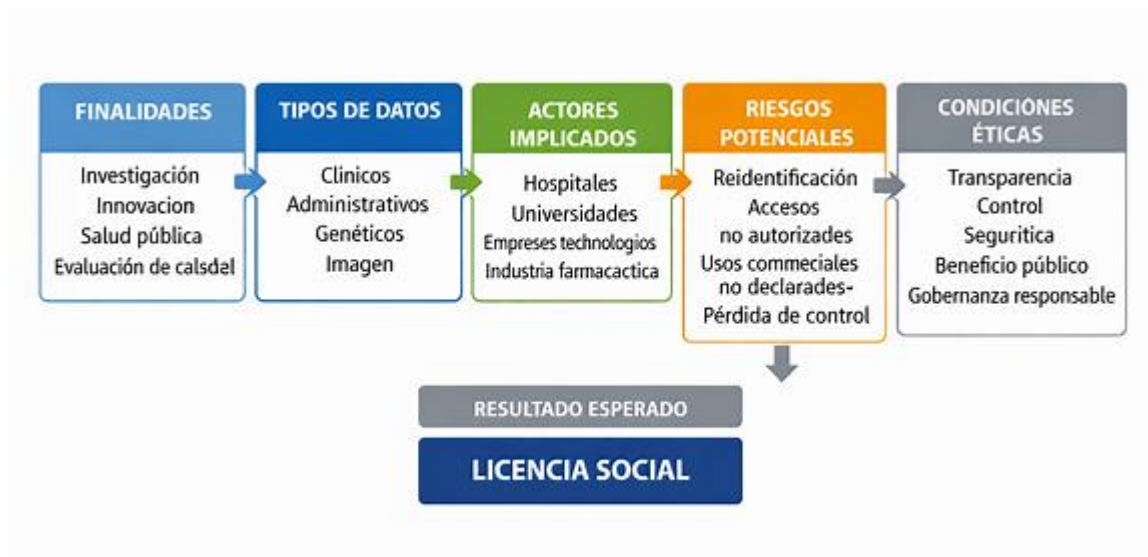 FINALIDADES
Investigación
Innovacion
Salud pública
Evaluación de calsdal
TIPOS DE DATOS
Clinicos
Administrativos
Genéticos
Imagen
ACTORES
IMPLICADOS
Hospitales
Universidades
Empreses technologios
Industria farmacactica
RIESGOS
POTENCIALES
Reidentificación
Accesos
no autorizades
Usos commeciales
no declarades-
Pérdida de control
CONDICIÓNES
ÉTICAS
Transparencia
Control
Seguritica
Beneficio público
Gobernanza responsable
RESULTADO ESPERADO
LICENCIA SOCIAL